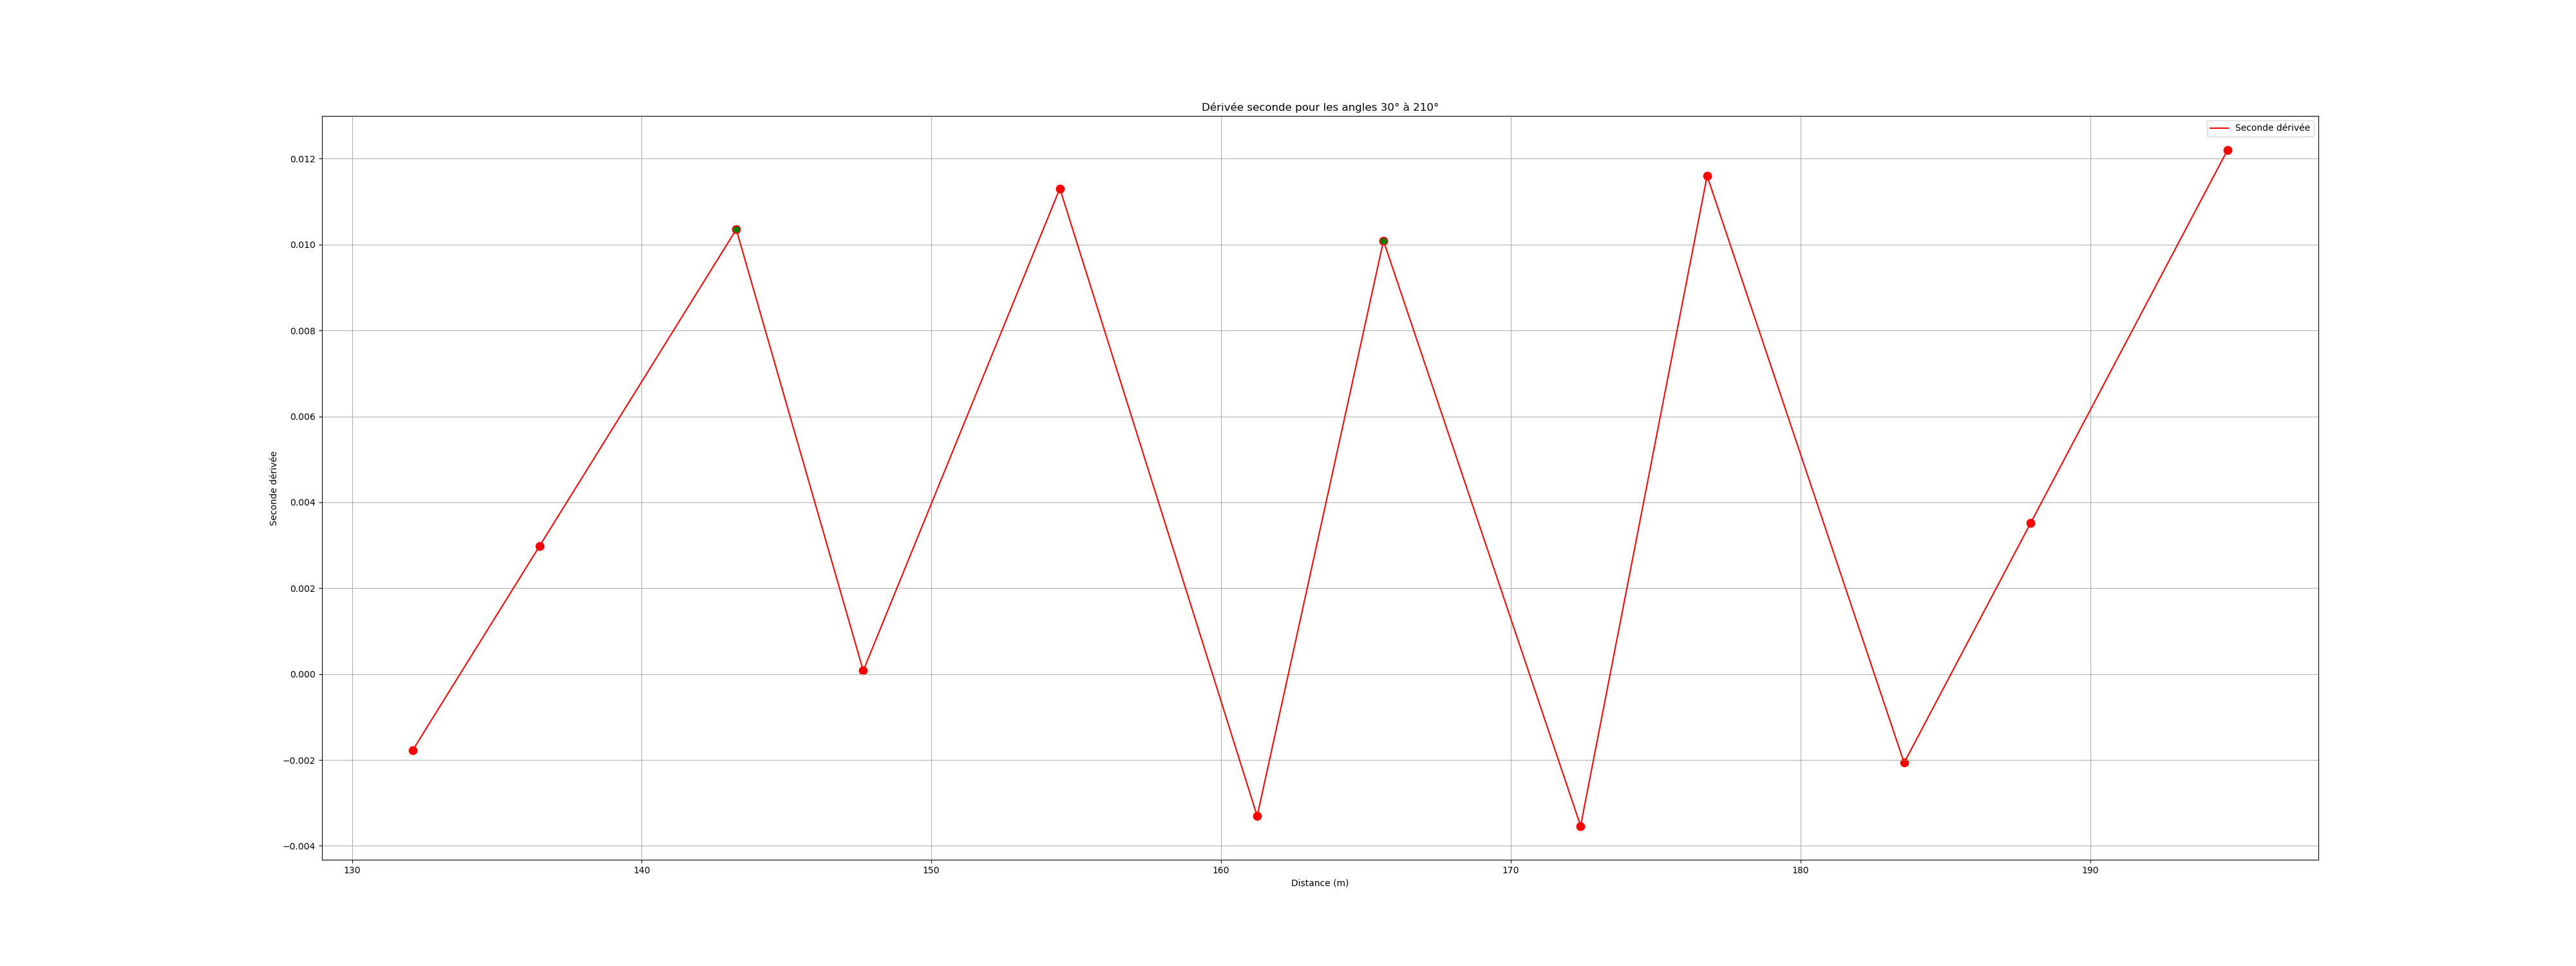 Dérivée seconde pour les angles 30° à 210°
Seconde dérivée
0.012
0.010
0.008
0.006
0.004
0.002
0.000
−0.002
−0.004
Seconde dérivée
130 140 150 160 170 180 190
Distance (m)